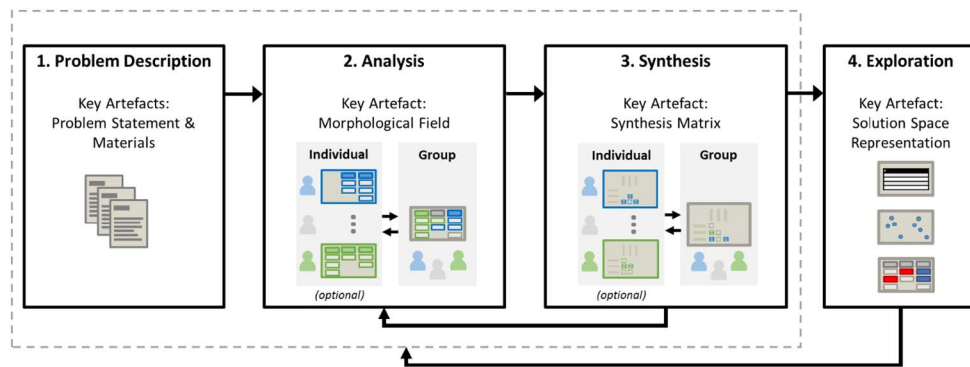 1. Problem Description
Key Artefacts:
Problem Statement &
Materials
2. Analysis
Key Artefact:
Morphological Field
Individual
Group
(optional)
3. Synthesis
Key Artefact:
Synthesis Matrix
Individual
Group
(optional)
4. Exploration
Key Artefact:
Solution Space
Representation